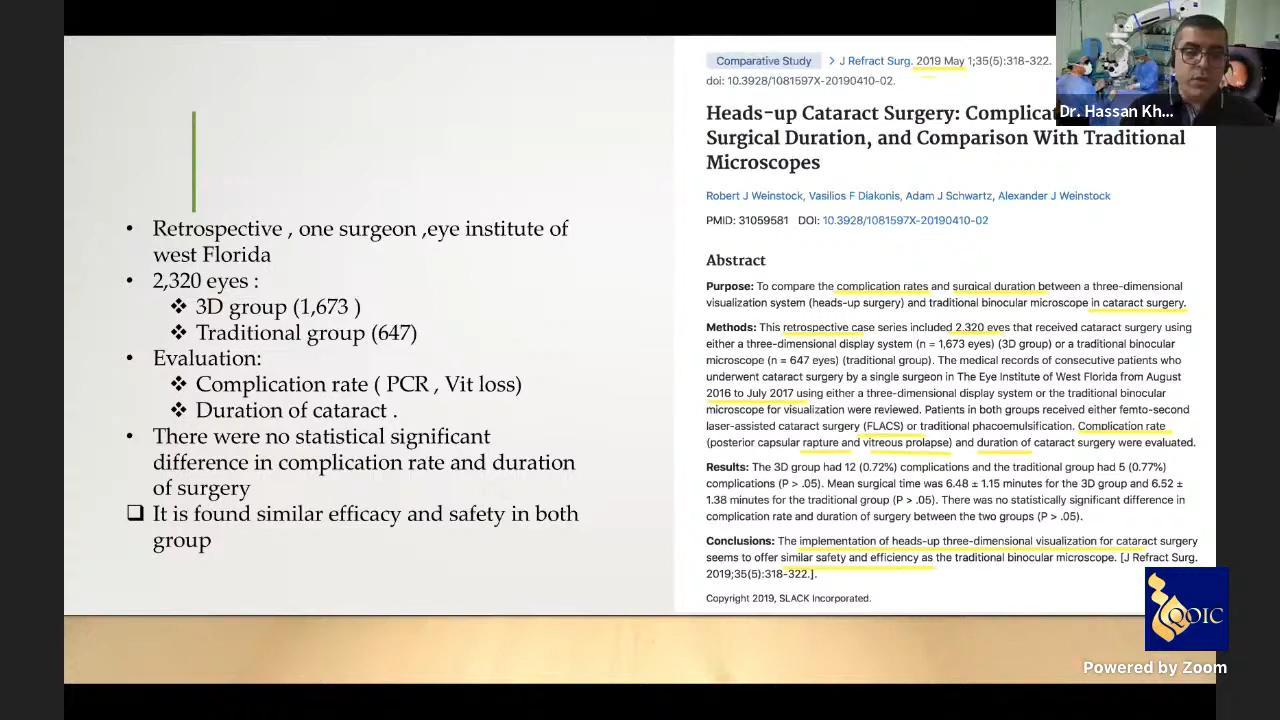 • Retrospective , one surgeon ,eye institute of
west Florida
• 2,320 eyes :
❖ 3D group (1,673 )
❖ Traditional group (647)
• Evaluation:
❖ Complication rate ( PCR , Vit loss)
❖ Duration of cataract .
• There were no statistical significant
difference in complication rate and duration
of surgery
❑ It is found similar efficacy and safety in both
group
Comparative Study > J Refract Surg. 2019 May 1;35(5):318-322.
doi: 10.3928/1081597X-20190410-02.
Heads-up Cataract Surgery:
Surgical Duration, and Comparison With Traditional
Microscopes
Robert J Weinstock, Vasilios F Diakonis, Adam J Schwartz, Alexander J Weinstock
PMID: 31059581 DOI: 10.3928/1081597X-20190410-02
Abstract
Purpose: To compare the complication rates and surgical duration between a three-dimensional
visualization system (heads-up surgery) and traditional binocular microscope in cataract surgery.
Methods: This retrospective case series included 2,320 eyes that received cataract surgery using
either a three-dimensional display system (n = 1,673 eyes) (3D group) or a traditional binocular
microscope (n = 647 eyes) (traditional group). The medical records of consecutive patients who
underwent cataract surgery by a single surgeon in The Eye Institute of West Florida from August
2016 to July 2017 using either a three-dimensional display system or the traditional binocular
microscope for visualization were reviewed. Patients in both groups received either femto-second
laser-assisted cataract surgery (FLACS) or traditional phacoemulsification. Complication rate
(posterior capsular rapture and vitreous prolapse) and duration of cataract surgery were evaluated.
Results: The 3D group had 12 (0.72%) complications and the traditional group had 5 (0.77%)
complications (P > .05). Mean surgical time was 6.48 ± 1.15 minutes for the 3D group and 6.52 ±
1.38 minutes for the traditional group (P > .05). There was no statistically significant difference in
complication rate and duration of surgery between the two groups (P > .05).
Conclusions: The implementation of heads-up three-dimensional visualization for cataract surgery
seems to offer similar safety and efficiency as the traditional binocular microscope. [J Refract Surg.
2019;35(5):318-322.].
Copyright 2019, SLACK Incorporated.
Dr. Hassan Kh...
QOIC
Powered by Zoom